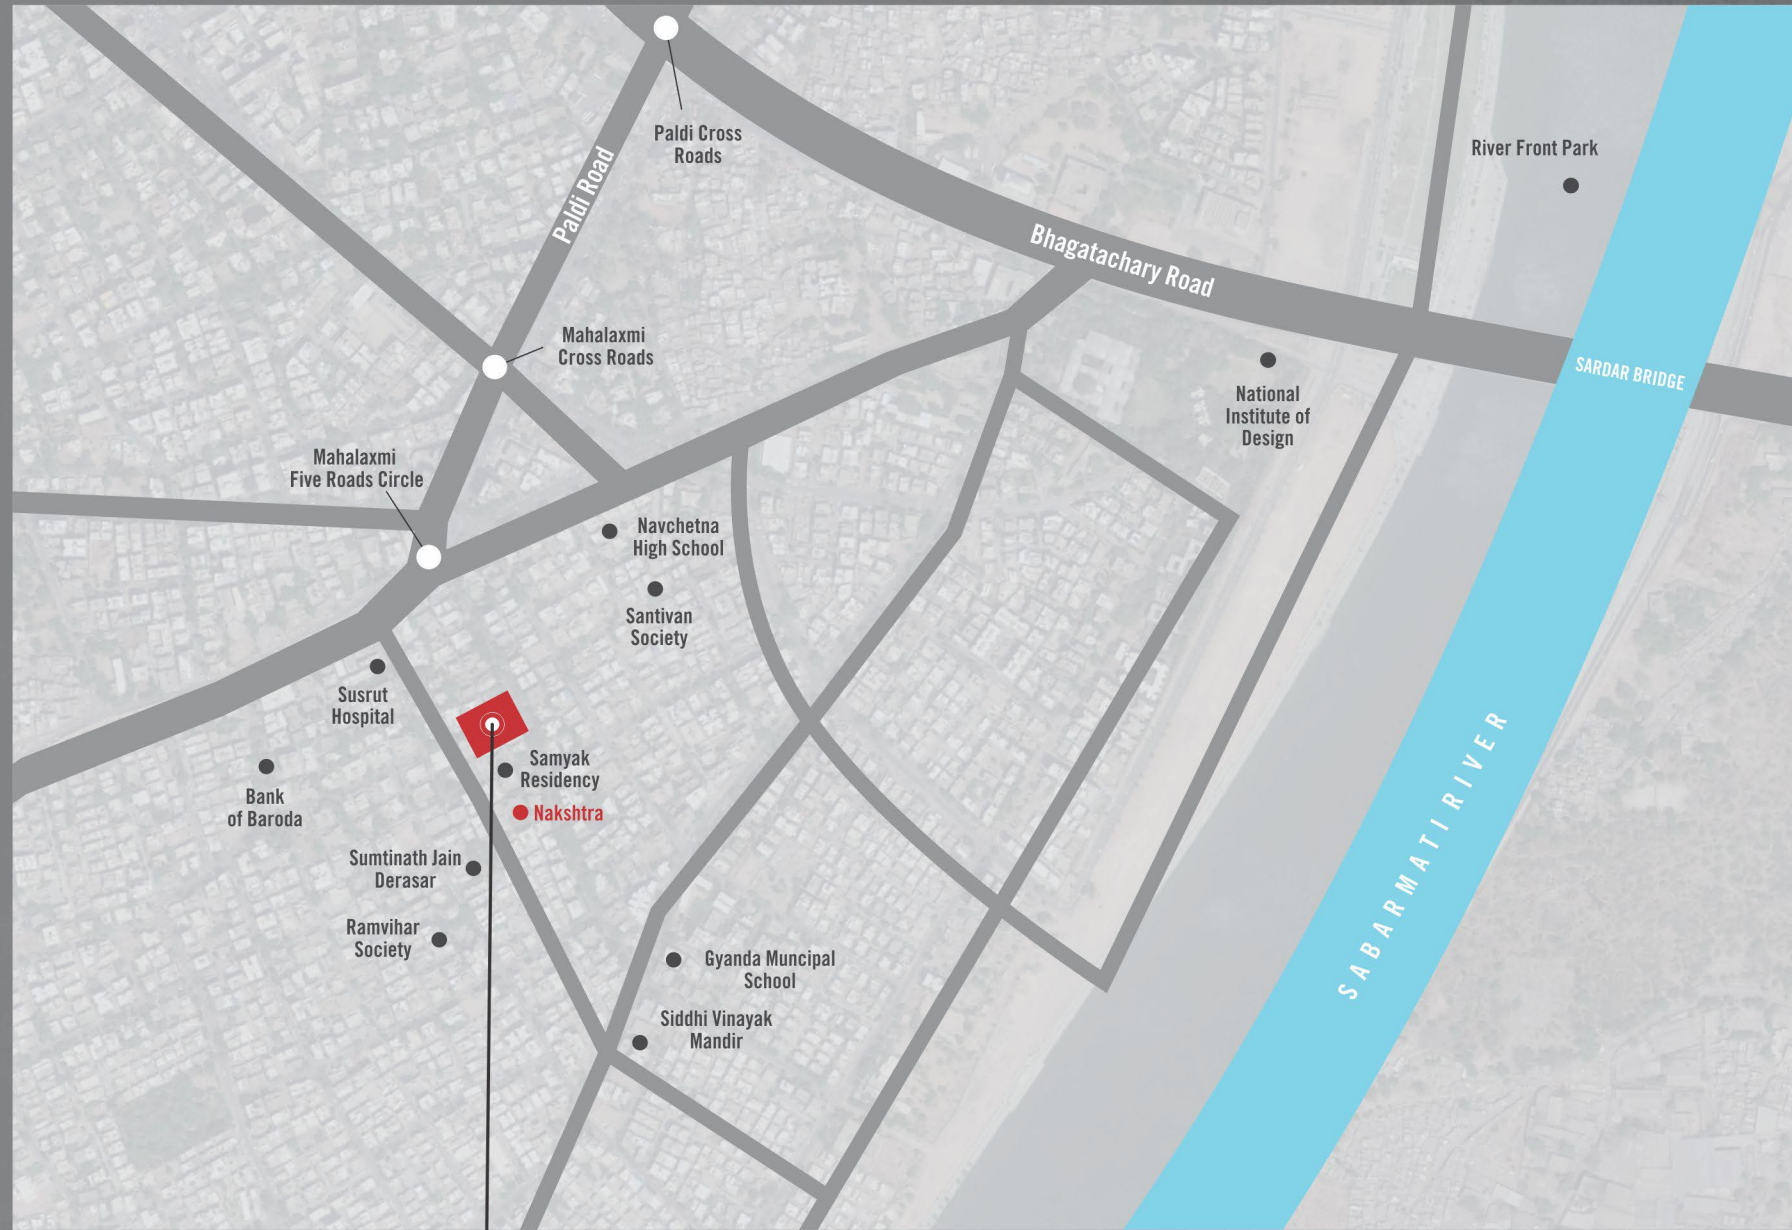 Paldi Cross
Roads
River Front Park
Paldi Road
Bhagatachary Road
Mahalaxmi
Cross Roads
SARDAR BRIDGE
National
Institute of
Design
Mahalaxmi
Five Roads Circle
Navchetna
High School
Santivan
Society
Susrut
Hospital
Samyak
Residency
Nakshtra
Bank
of Baroda
SABARMATI RIVER
Sumtinath Jain
Derasar
Ramvihar
Society
Gyanda Muncipal
School
Siddhi Vinayak
Mandir